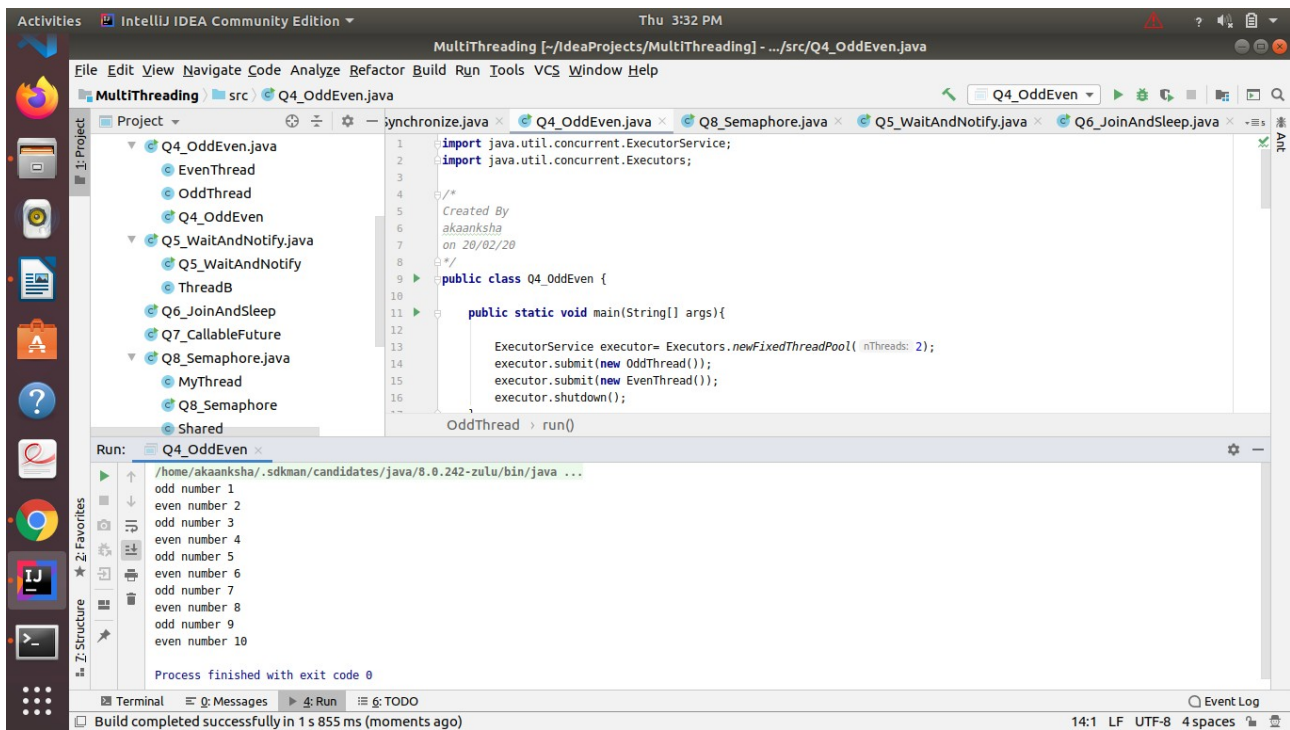 Activities IntelliJ IDEA Community Edition Thu 3:32 PM ?
MultiThreading [~/IdeaProjects/MultiThreading] - .../src/Q4_OddEven.java
File Edit View Navigate Code Analyze Refactor Build Run Tools VCS Window Help
MultiThreading src Q4_OddEven.java Q4_OddEven
Project
ynchronize.java Q4_OddEven.java Q8_Semaphore.java Q5_WaitAndNotify.java Q6_JoinAndSleep.java
1: Project
Ant
Q4_OddEven.java
EvenThread
OddThread
Q4_OddEven
Q5_WaitAndNotify.java
Q5_WaitAndNotify
ThreadB
Q6_JoinAndSleep
Q7_CallableFuture
Q8_Semaphore.java
MyThread
Q8_Semaphore
Shared
1 import java.util.concurrent.ExecutorService;
2 import java.util.concurrent.Executors;
3
4 /*
5 Created By
6 akaanksha
7 on 20/02/20
8 */
9 public class Q4_OddEven {
10
11 public static void main(String[] args){
12
13 ExecutorService executor= Executors.newFixedThreadPool( nThreads: 2);
14 executor.submit(new OddThread());
15 executor.submit(new EvenThread());
16 executor.shutdown();
OddThread › run()
Run: Q4_OddEven
/home/akaanksha/.sdkman/candidates/java/8.0.242-zulu/bin/java ...
odd number 1
even number 2
odd number 3
even number 4
odd number 5
even number 6
odd number 7
even number 8
odd number 9
even number 10
Process finished with exit code 0
2: Favorites
7: Structure
Terminal 0: Messages 4: Run 6: TODO Event Log
Build completed successfully in 1 s 855 ms (moments ago) 14:1 LF UTF-8 4 spaces